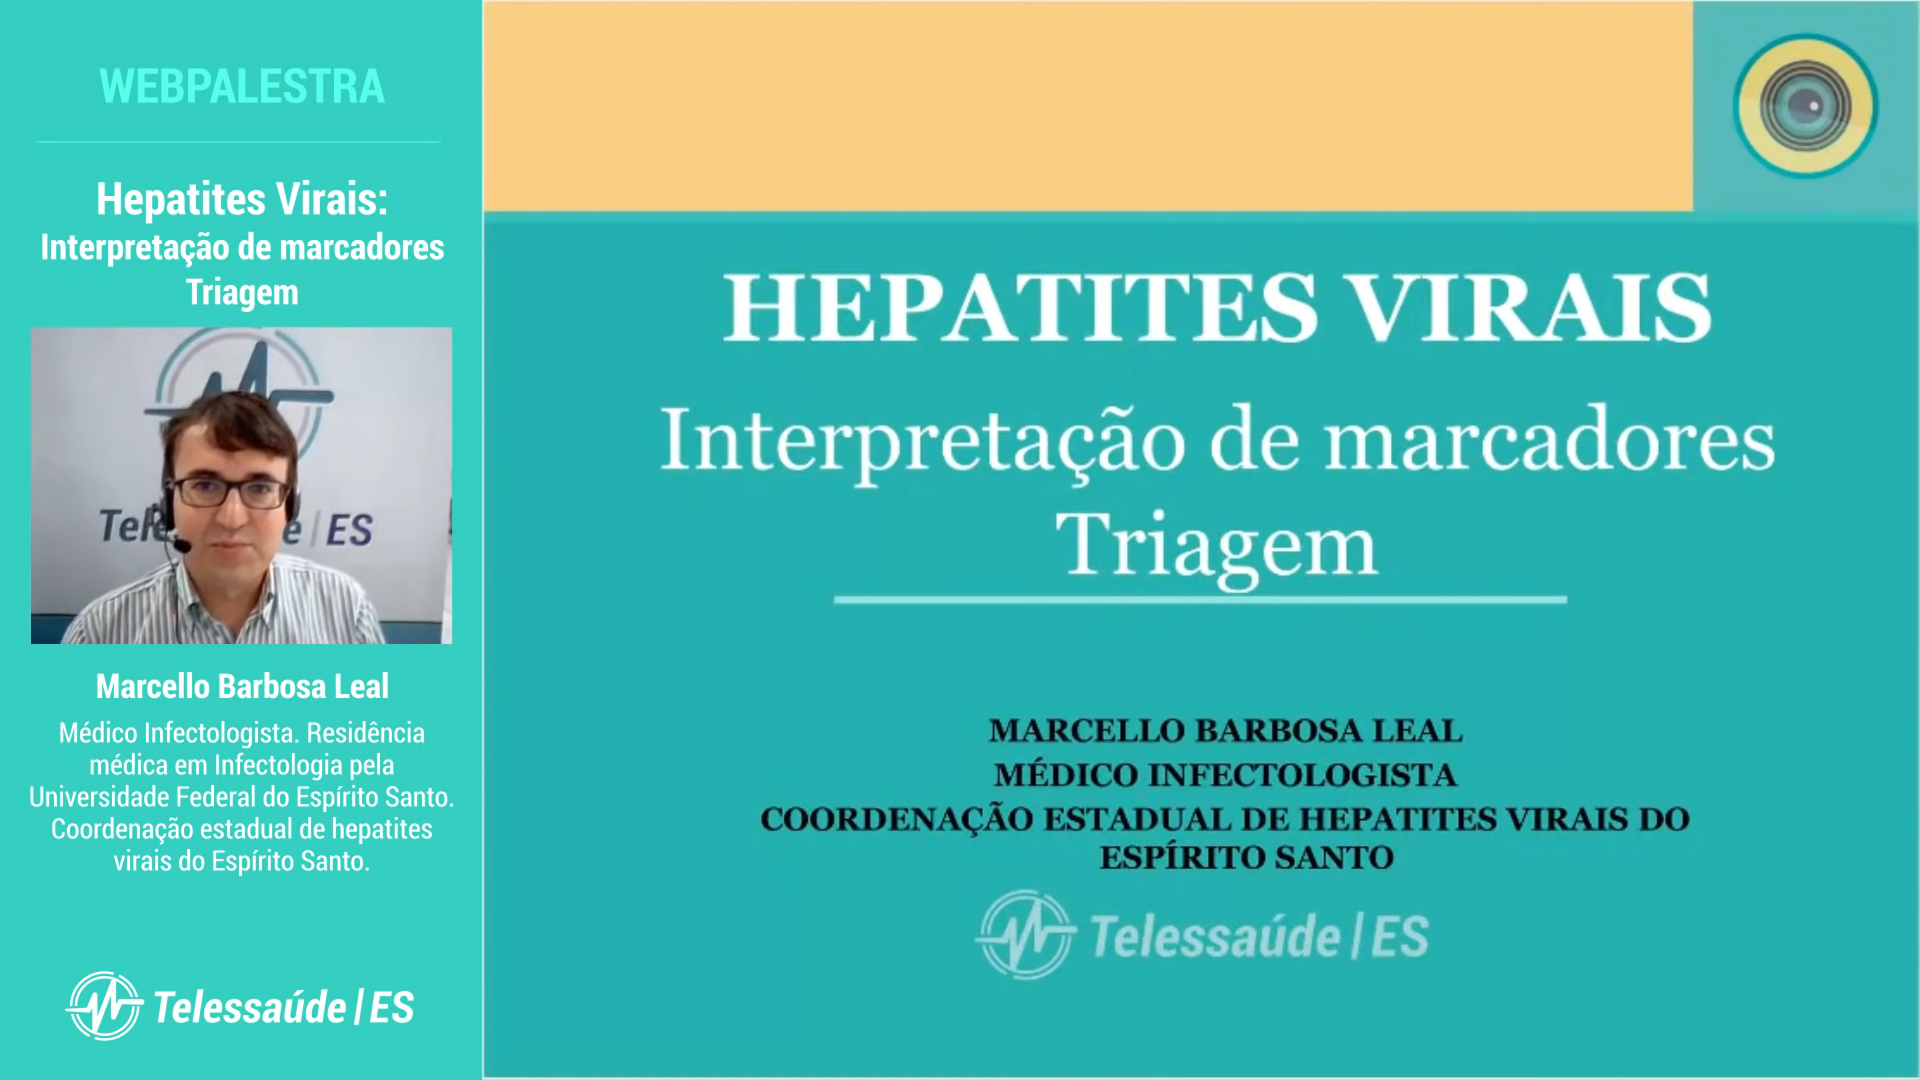 WEBPALESTRA
Hepatites Virais:
Interpretação de marcadores
Triagem
Tele e | ES
Marcello Barbosa Leal
Médico Infectologista. Residência
médica em Infectologia pela
Universidade Federal do Espírito Santo.
Coordenação estadual de hepatites
virais do Espírito Santo.
Telessaúde | ES
HEPATITES VIRAIS
Interpretação de marcadores
Triagem
MARCELLO BARBOSA LEAL
MÉDICO INFECTOLOGISTA
COORDENAÇÃO ESTADUAL DE HEPATITES VIRAIS DO
ESPÍRITO SANTO
Telessaúde | ES